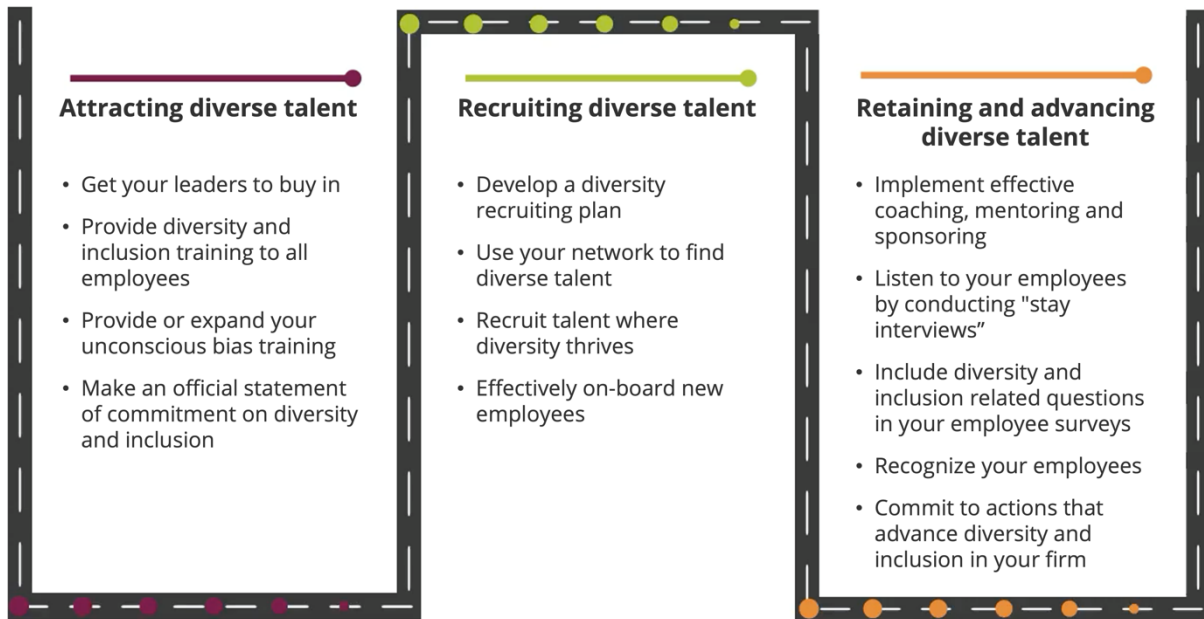 Attracting diverse talent
• Get your leaders to buy in
• Provide diversity and
inclusion training to all
employees
• Provide or expand your
unconscious bias training
• Make an official statement
of commitment on diversity
and inclusion
Recruiting diverse talent
• Develop a diversity
recruiting plan
• Use your network to find
diverse talent
• Recruit talent where
diversity thrives
• Effectively on-board new
employees
Retaining and advancing
diverse talent
• Implement effective
coaching, mentoring and
sponsoring
• Listen to your employees
by conducting "stay
interviews”
• Include diversity and
inclusion related questions
in your employee surveys
• Recognize your employees
• Commit to actions that
advance diversity and
inclusion in your firm